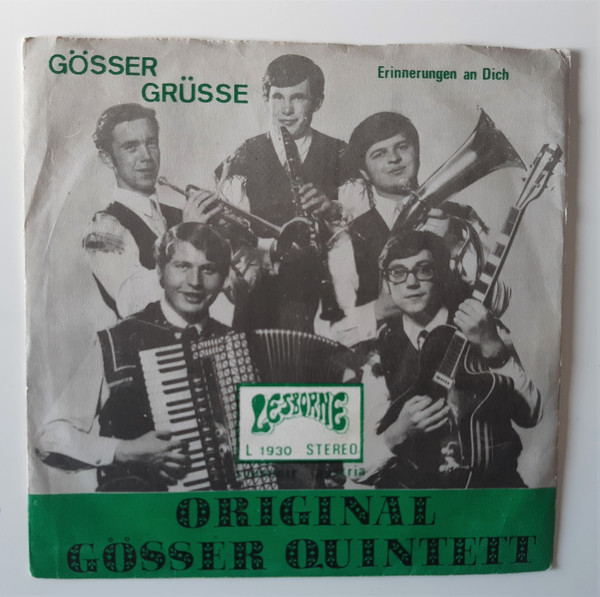 GÖSSER
GRÜSSE
Erinnerungen an Dich
LESBORNE
L 1930 STEREO
ORIGINAL
GÖSSER QUINTETT